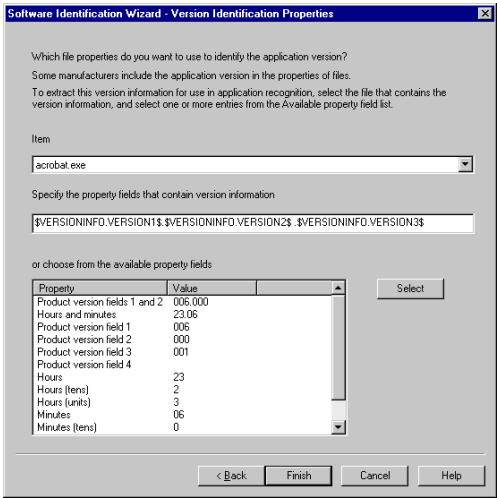 Software Identification Wizard - Version Identification Properties
Which file properties do you want to use to identify the application version?
Some manufacturers include the application version in the properties of files.
To extract this version information for use in application recognition, select the file that contains the
version information, and select one or more entries from the Available property field list.
Item
acrobat.exe
Specify the property fields that contain version information
$VERSIONINFO.VERSION1$.$VERSIONINFO.VERSION2$ .$VERSIONINFO.VERSION3$
or choose from the available property fields
Property Value
Select
Product version fields 1 and 2 006.000
Hours and minutes 23.06
Product version field 1 006
Product version field 2 000
Product version field 3 001
Product version field 4
Hours 23
Hours (tens) 2
Hours (units) 3
Minutes 06
Minutes (tens) 0
< Back Finish Cancel Help